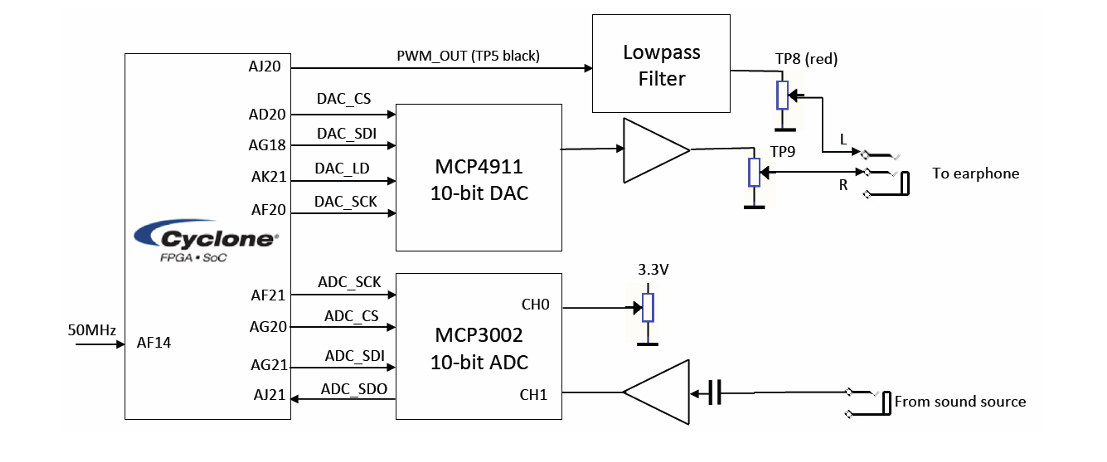 AJ20
PWM_OUT (TP5 black)
Lowpass
Filter
TP8 (red)
AD20
DAC_CS
AG18
DAC_SDI
AK21
DAC_LD
AF20
DAC_SCK
MCP4911
10-bit DAC
TP9
L
R
To earphone
Cyclone
FPGA • SoC
50MHz
AF14
AF21
ADC_SCK
AG20
ADC_CS
AG21
ADC_SDI
AJ21
ADC_SDO
MCP3002
10-bit ADC
CH0
CH1
3.3V
From sound source